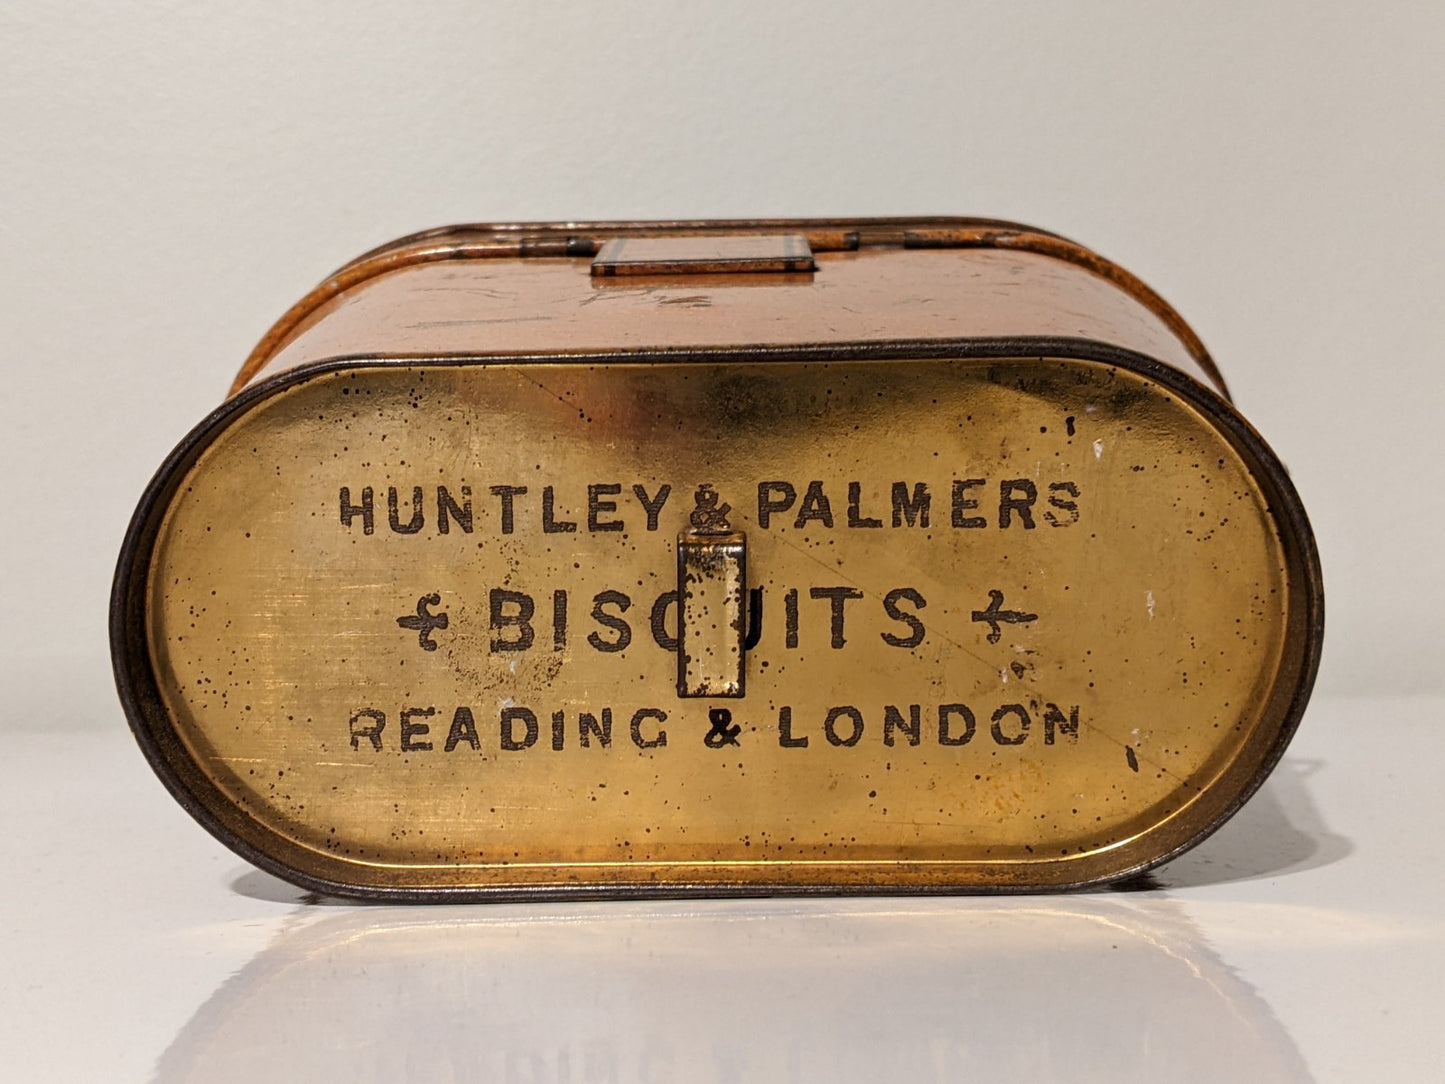 HUNTLEY & PALMERS
BISCUITS
READING & LONDON